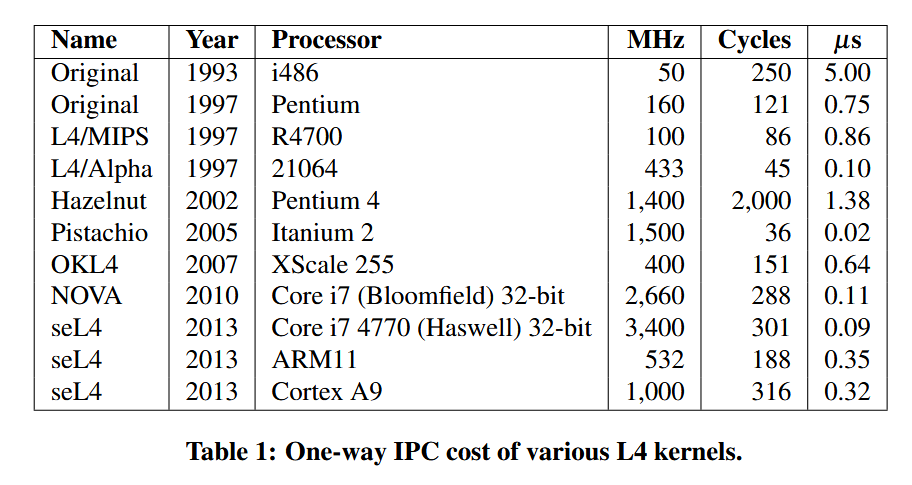 Name Year Processor MHz Cycles μs
Original 1993 i486 50 250 5.00
Original 1997 Pentium 160 121 0.75
L4/MIPS 1997 R4700 100 86 0.86
L4/Alpha 1997 21064 433 45 0.10
Hazelnut 2002 Pentium 4 1,400 2,000 1.38
Pistachio 2005 Itanium 2 1,500 36 0.02
OKL4 2007 XScale 255 400 151 0.64
NOVA 2010 Core i7 (Bloomfield) 32-bit 2,660 288 0.11
seL4 2013 Core i7 4770 (Haswell) 32-bit 3,400 301 0.09
seL4 2013 ARM11 532 188 0.35
seL4 2013 Cortex A9 1,000 316 0.32
Table 1: One-way IPC cost of various L4 kernels.